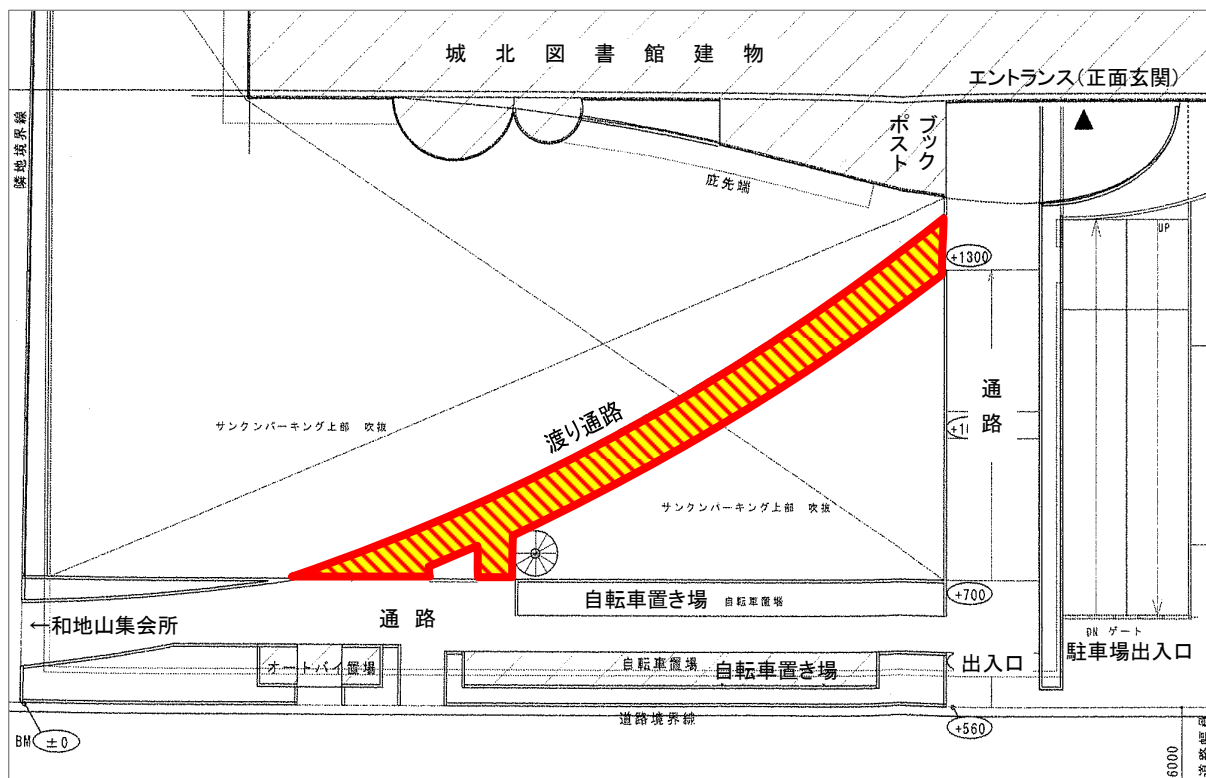 城北図書館建物
エントランス(正面玄関)
ブック
ポスト
隣地境界線
庇先端
UP
+1300
通路
渡り通路
サンクンパーキング上部 吹抜
サンクンパーキング上部 吹抜
+700
自転車置き場 自転車置場
通路
←和地山集会所
DN ゲート
駐車場出入口
出入口
オートバイ置場
自転車置場
自転車置き場
道路境界線
BM ±0
+560
6000